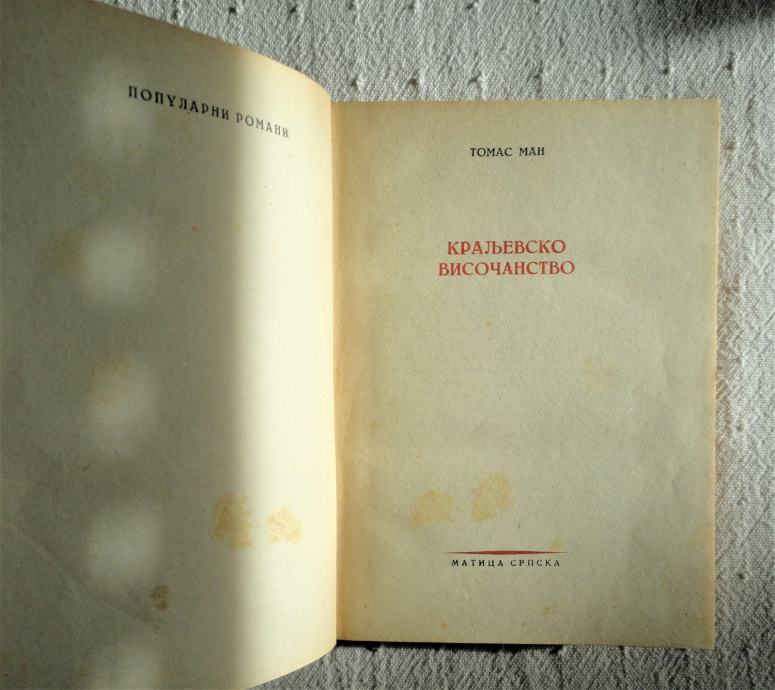 ПОПУЛАРНИ РОМАНИ
ТОМАС МАН
КРАЉЕВСКО
ВИСОЧАНСТВО
МАТИЦА СРПСКА